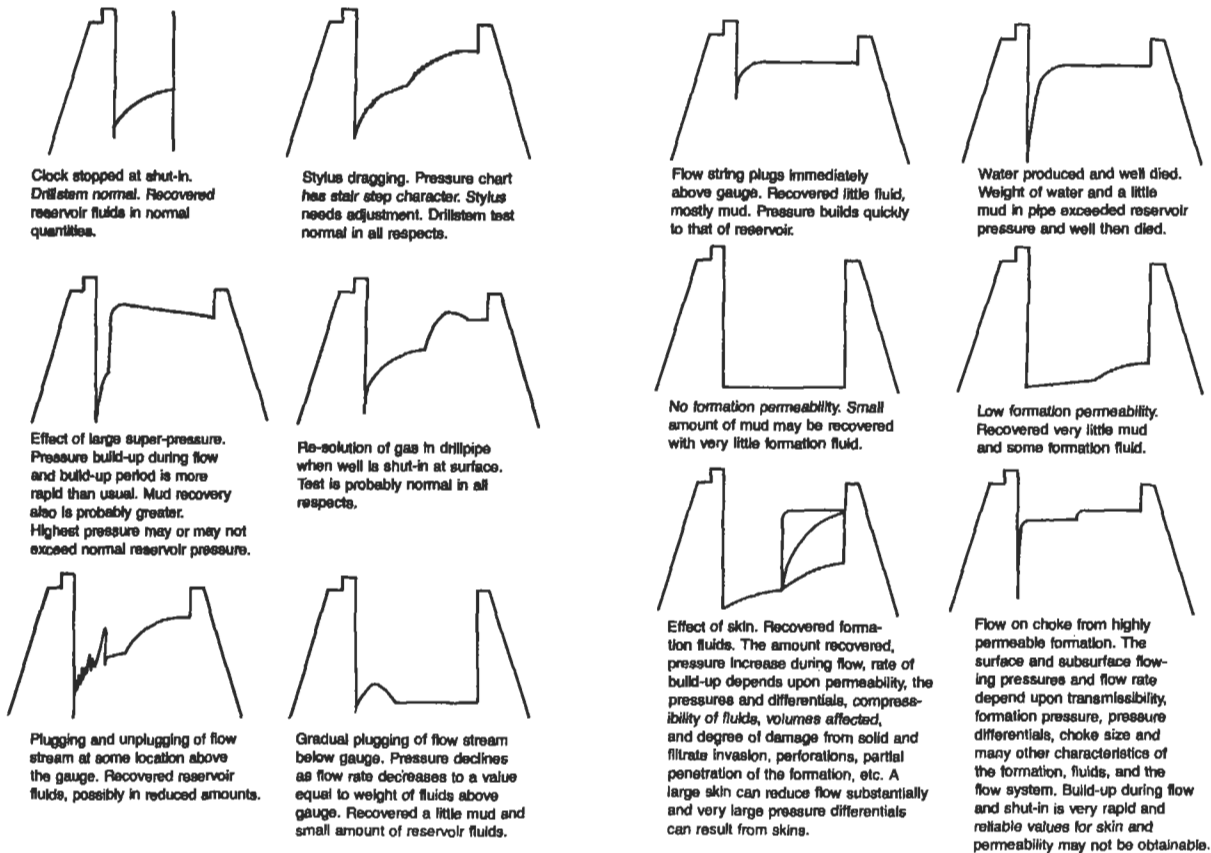 Clock stopped at shut-in.
Drillstem normal. Recovered
reservoir fluids in normal
quantities.
Stylus dragging. Pressure chart
has stair step character. Stylus
needs adjustment. Drillstem test
normal in all respects.
Effect of large super-pressure.
Pressure build-up during flow
and build-up period is more
rapid than usual. Mud recovery
also is probably greater.
Highest pressure may or may not
exceed normal reservoir pressure.
Re-solution of gas in drillpipe
when well is shut-in at surface.
Test is probably normal in all
respects.
Plugging and unplugging of flow
stream at some location above
the gauge. Recovered reservoir
fluids, possibly in reduced amounts.
Gradual plugging of flow stream
below gauge. Pressure declines
as flow rate decreases to a value
equal to weight of fluids above
gauge. Recovered a little mud and
small amount of reservoir fluids.
Flow string plugs immediately
above gauge. Recovered little fluid,
mostly mud. Pressure builds quickly
to that of reservoir.
Water produced and well died.
Weight of water and a little
mud in pipe exceeded reservoir
pressure and well then died.
No formation permeability. Small
amount of mud may be recovered
with very little formation fluid.
Low formation permeability.
Recovered very little mud
and some formation fluid.
Effect of skin. Recovered forma-
tion fluids. The amount recovered,
pressure increase during flow, rate of
build-up depends upon permeability, the
pressures and differentials, compress-
ibility of fluids, volumes affected,
and degree of damage from solid and
filtrate invasion, perforations, partial
penetration of the formation, etc. A
large skin can reduce flow substantially
and very large pressure differentials
can result from skins.
Flow on choke from highly
permeable formation. The
surface and subsurface flow-
ing pressures and flow rate
depend upon transmissibility,
formation pressure, pressure
differentials, choke size and
many other characteristics of
the formation, fluids, and the
flow system. Build-up during flow
and shut-in is very rapid and
reliable values for skin and
permeability may not be obtainable.